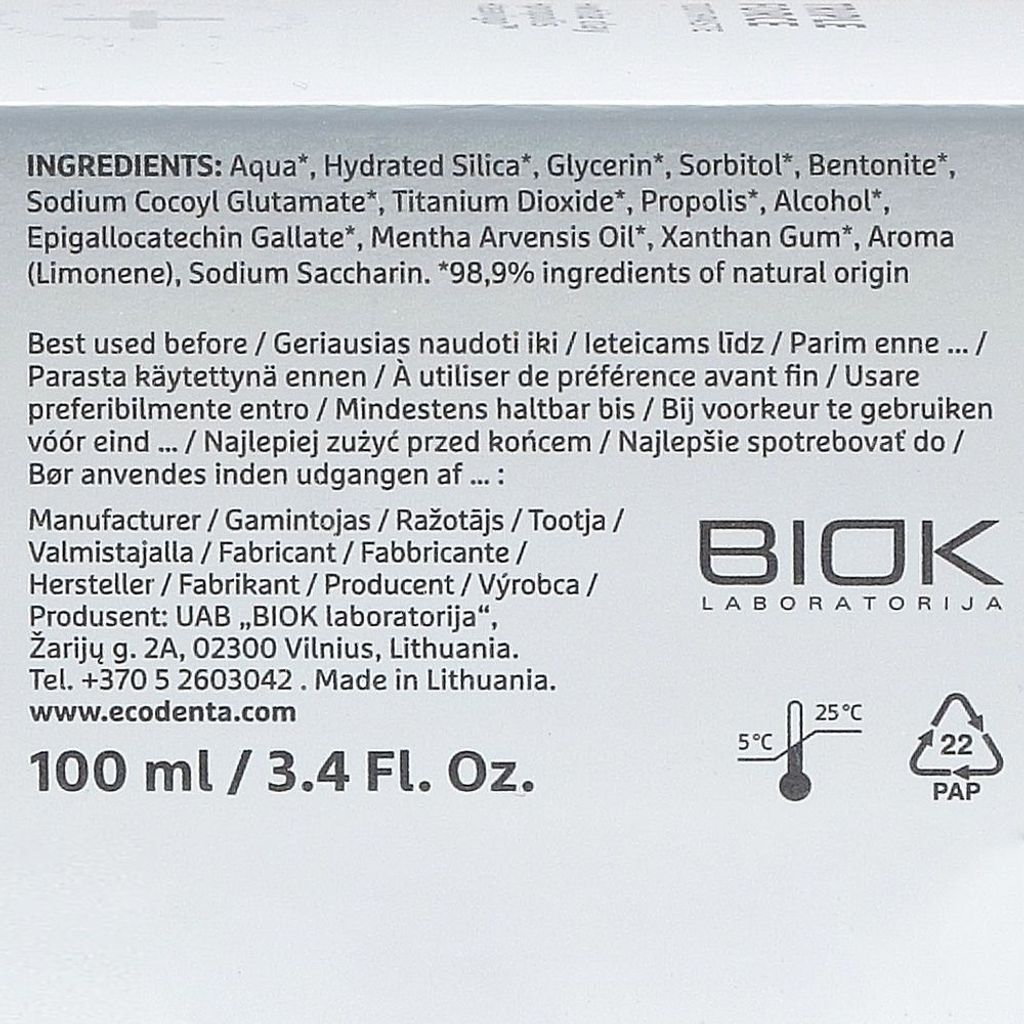 INGREDIENTS: Aqua*, Hydrated Silica*, Glycerin*, Sorbitol*, Bentonite*,
Sodium Cocoyl Glutamate*, Titanium Dioxide*, Propolis*, Alcohol*,
Epigallocatechin Gallate*, Mentha Arvensis Oil*, Xanthan Gum*, Aroma
(Limonene), Sodium Saccharin. *98,9% ingredients of natural origin
Best used before / Geriausias naudoti iki / Ieteicams līdz / Parim enne ... /
Parasta käytettynä ennen / À utiliser de préférence avant fin / Usare
preferibilmente entro / Mindestens haltbar bis / Bij voorkeur te gebruiken
vóór eind ... / Najlepiej zużyć przed końcem / Najlepšie spotrebovať do /
Bør anvendes inden udgangen af ... :
Manufacturer / Gamintojas / Ražotājs / Tootja /
Valmistajalla / Fabricant / Fabbricante /
Hersteller / Fabrikant / Producent / Výrobca /
Produsent: UAB „BIOK laboratorija“,
Žarijų g. 2A, 02300 Vilnius, Lithuania.
Tel. +370 5 2603042 . Made in Lithuania.
www.ecodenta.com
100 ml / 3.4 Fl. Oz.
BIOK
LABORATORIJA
25°C
5°C
22
PAP